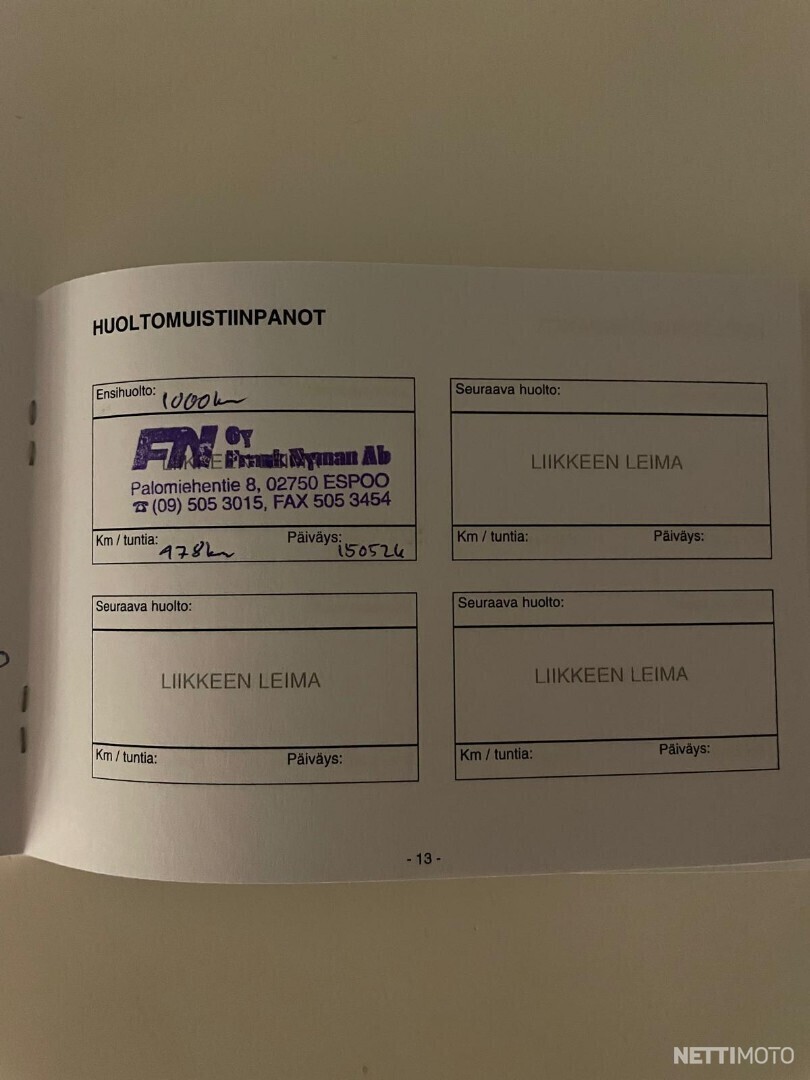 HUOLTOMUISTIINPANOT
Ensihuolto: 1000km
FN OY
Frank Nyman Ab
Palomiehentie 8, 02750 ESPOO
☎ (09) 505 3015, FAX 505 3454
Km / tuntia: 978km Päiväys: 150524
Seuraava huolto:
LIIKKEEN LEIMA
Km / tuntia: Päiväys:
Seuraava huolto:
LIIKKEEN LEIMA
Km / tuntia: Päiväys:
Seuraava huolto:
LIIKKEEN LEIMA
Km / tuntia: Päiväys:
- 13 -
NETTIMOTO